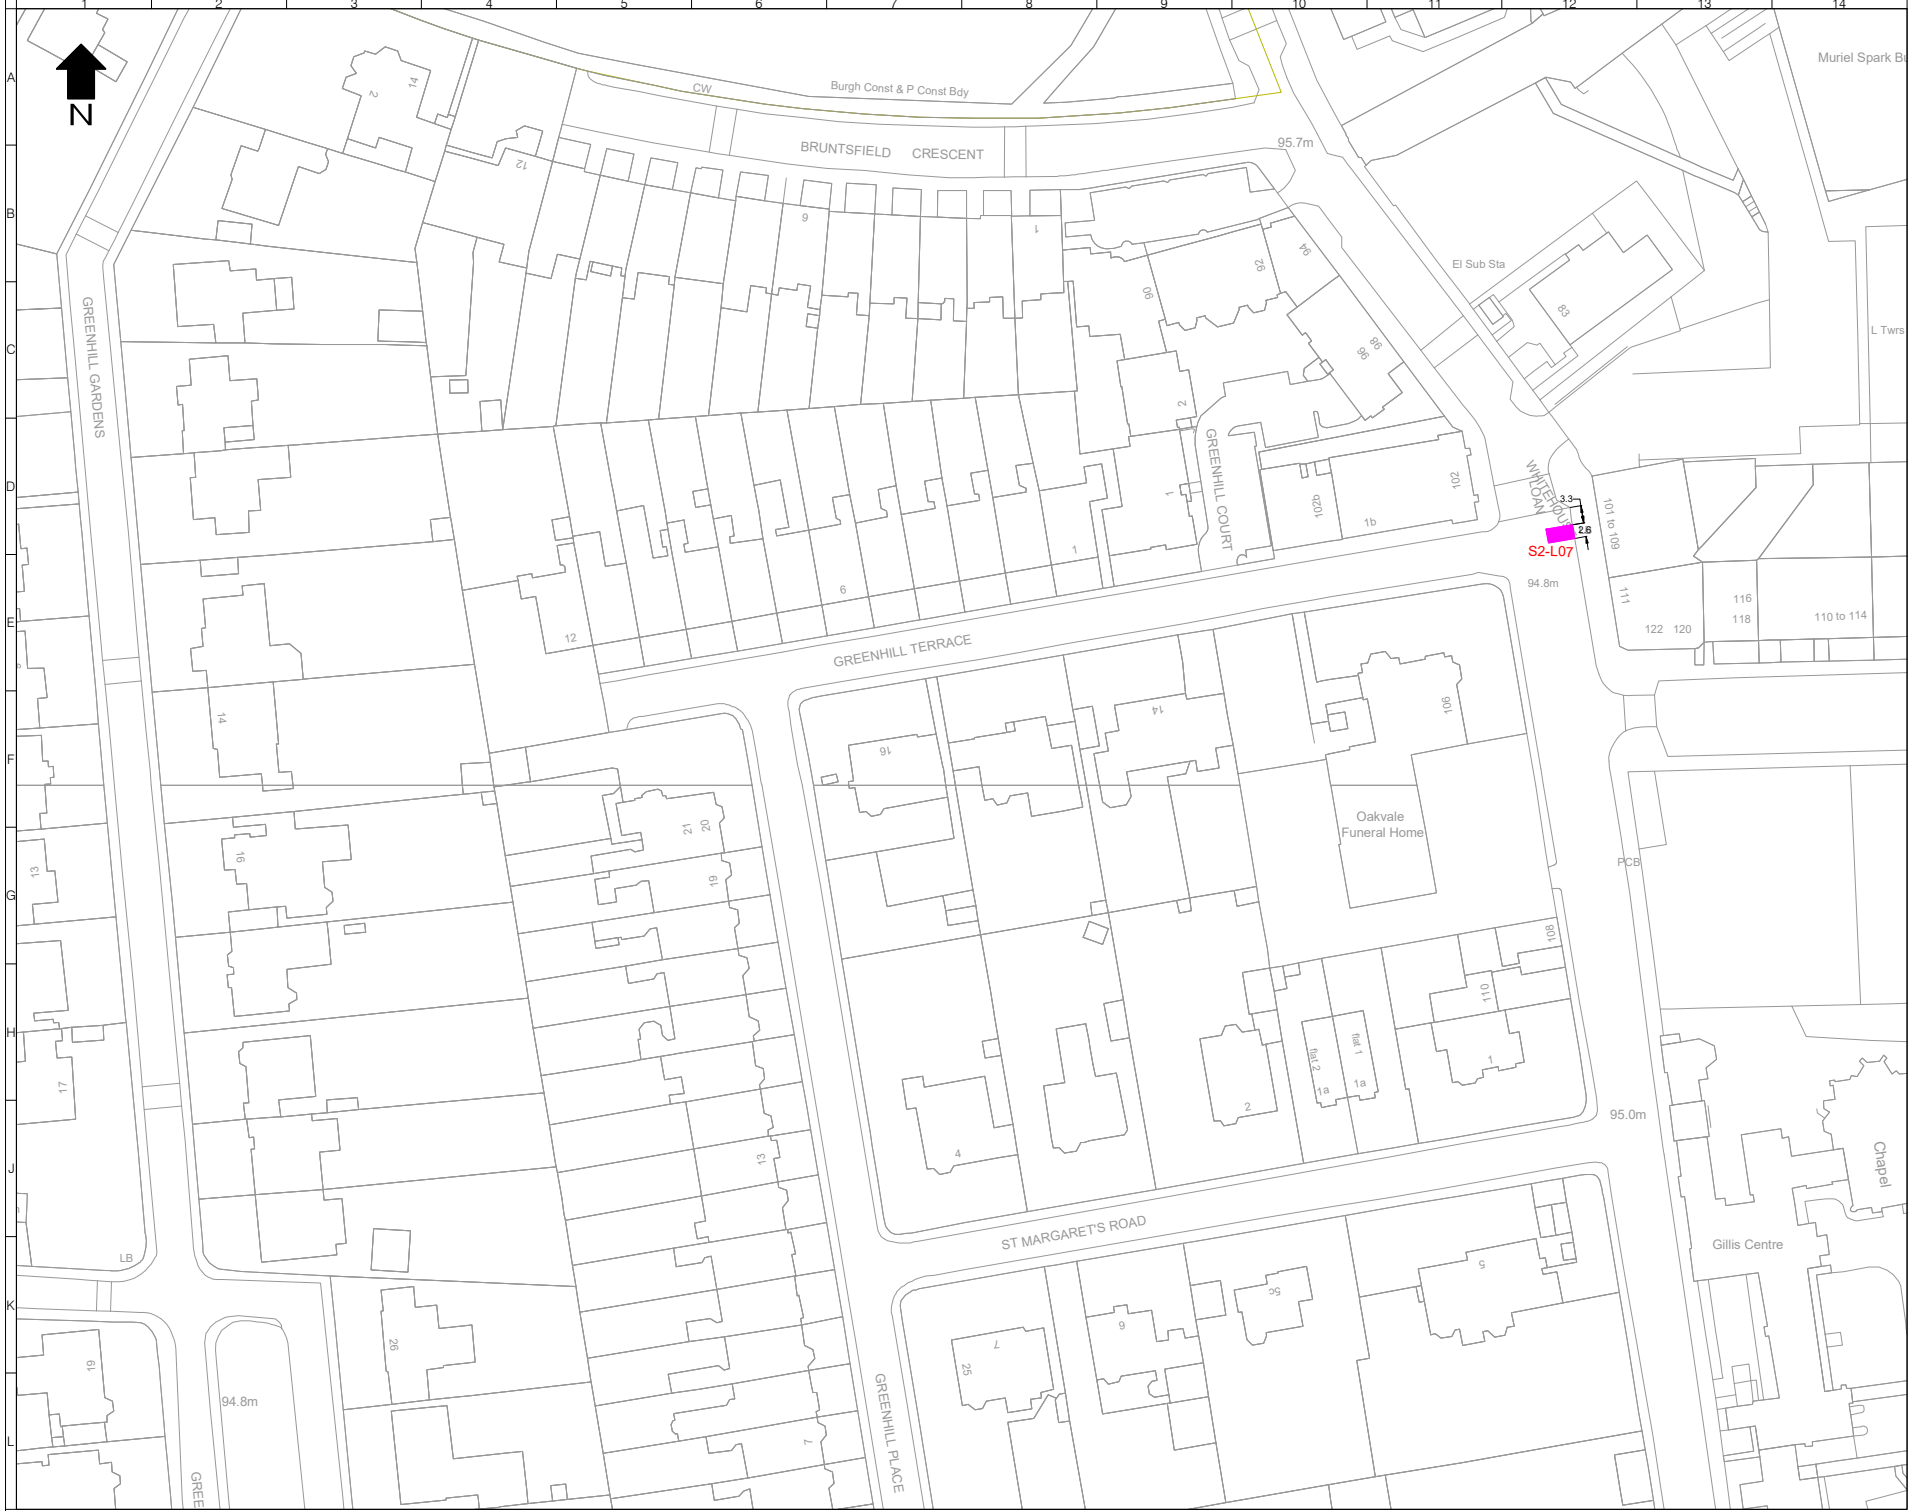 1 2 3 4 5 6 7 8 9 10 11 12 13 14
A
B
C
D
E
F
G
H
J
K
L
N
Muriel Spark Bu
Burgh Const & P Const Bdy
CW
BRUNTSFIELD CRESCENT
95.7m
2
14
12
9
1
90
92
94
El Sub Sta
83
L Twrs
96
98
2
GREENHILL GARDENS
GREENHILL COURT
1
102b
102
1b
WHITEHOU
LOAN
3.3
2.6
S2-L07
101 to 109
94.8m
111
116
118
122 120
110 to 114
1
6
12
GREENHILL TERRACE
14
16
14
106
Oakvale
Funeral Home
PCB
21
20
19
16
13
108
110
flat 2
flat 1
1a
1a
1
2
4
17
13
95.0m
Chapel
ST MARGARET'S ROAD
Gillis Centre
LB
5
5c
6
7
25
26
19
94.8m
7
GREENHILL PLACE
GREE